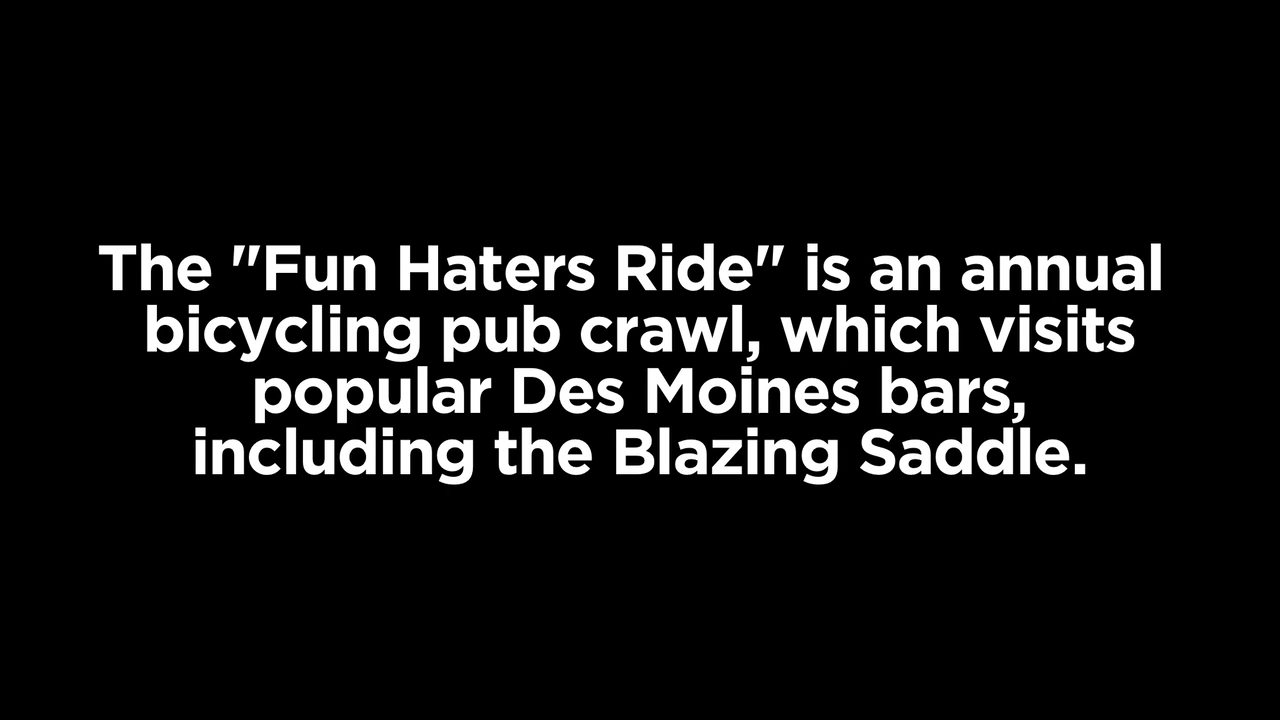 The "Fun Haters Ride" is an annual
bicycling pub crawl, which visits
popular Des Moines bars,
including the Blazing Saddle.